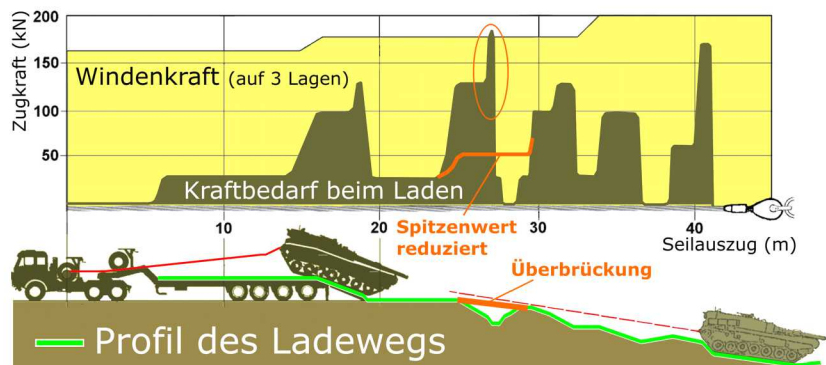 Zugkraft (kN)
200
150
100
50
Windenkraft (auf 3 Lagen)
Kraftbedarf beim Laden
10
20
30
40
Spitzenwert
reduziert
Seilauszug (m)
Überbrückung
Profil des Ladewegs